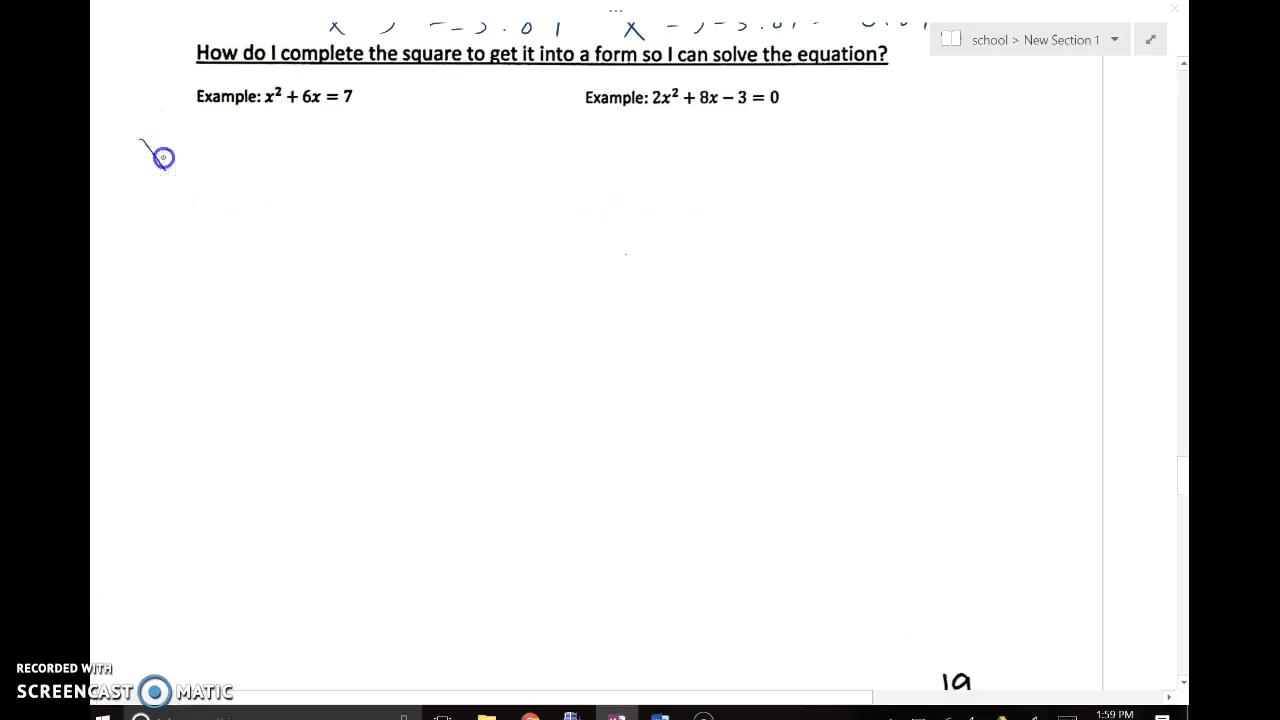 school > New Section 1
How do I complete the square to get it into a form so I can solve the equation?
Example: x² + 6x = 7
Example: 2x² + 8x − 3 = 0
19
RECORDED WITH
SCREENCAST MATIC
1:59 PM